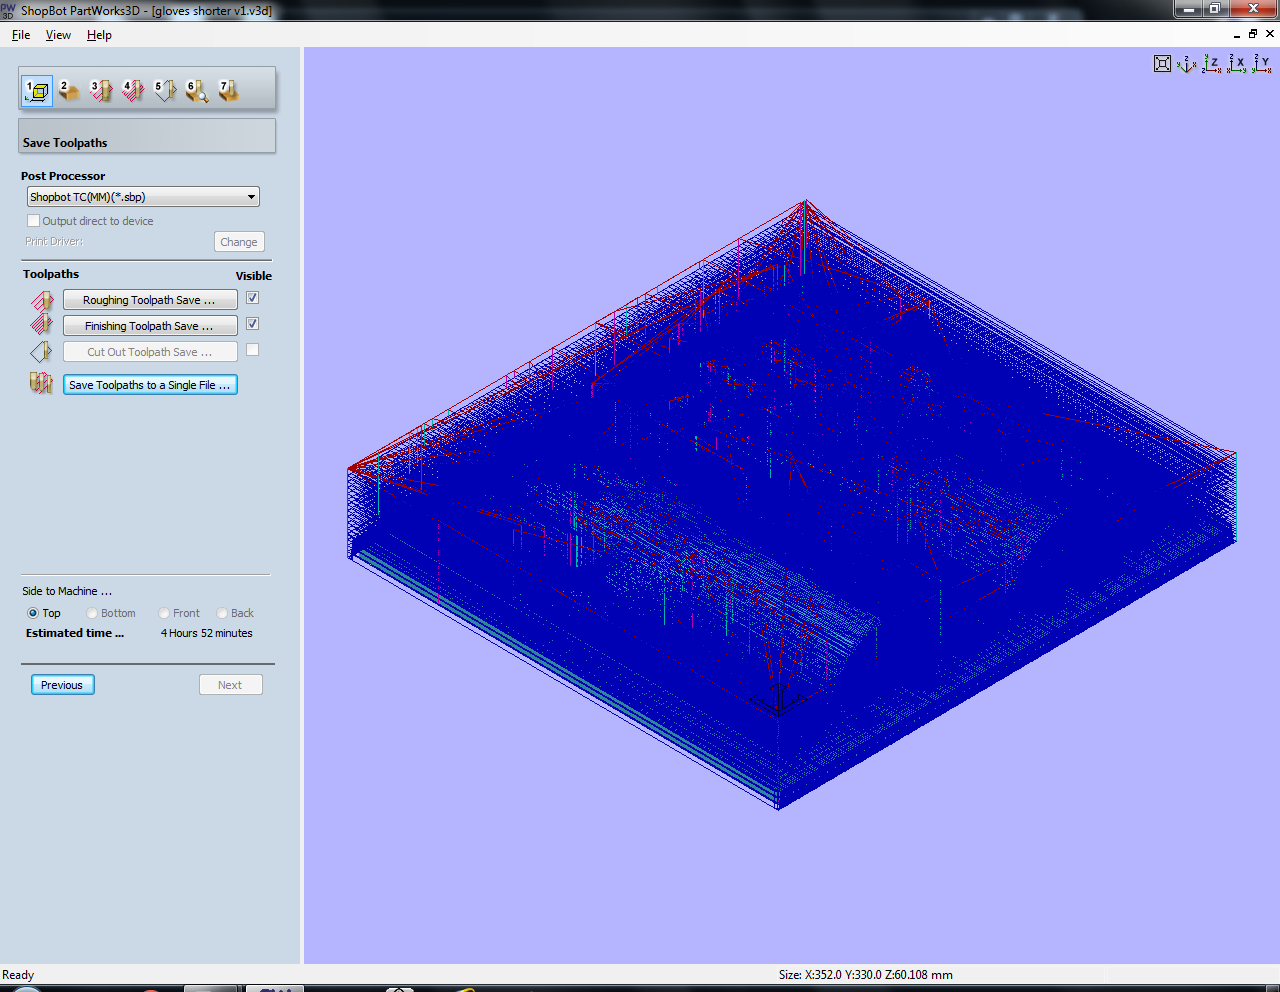 PW
3D
ShopBot PartWorks3D - [gloves shorter v1.v3d]
File View Help
1 2 3 4 5 6 7
Save Toolpaths
Post Processor
Shopbot TC(MM)(*.sbp)
Output direct to device
Print Driver:
Change
Toolpaths
Visible
Roughing Toolpath Save ...
Finishing Toolpath Save ...
Cut Out Toolpath Save ...
Save Toolpaths to a Single File ...
Side to Machine ...
Top Bottom Front Back
Estimated time ... 4 Hours 52 minutes
Previous Next
Ready
Size: X:352.0 Y:330.0 Z:60.108 mm